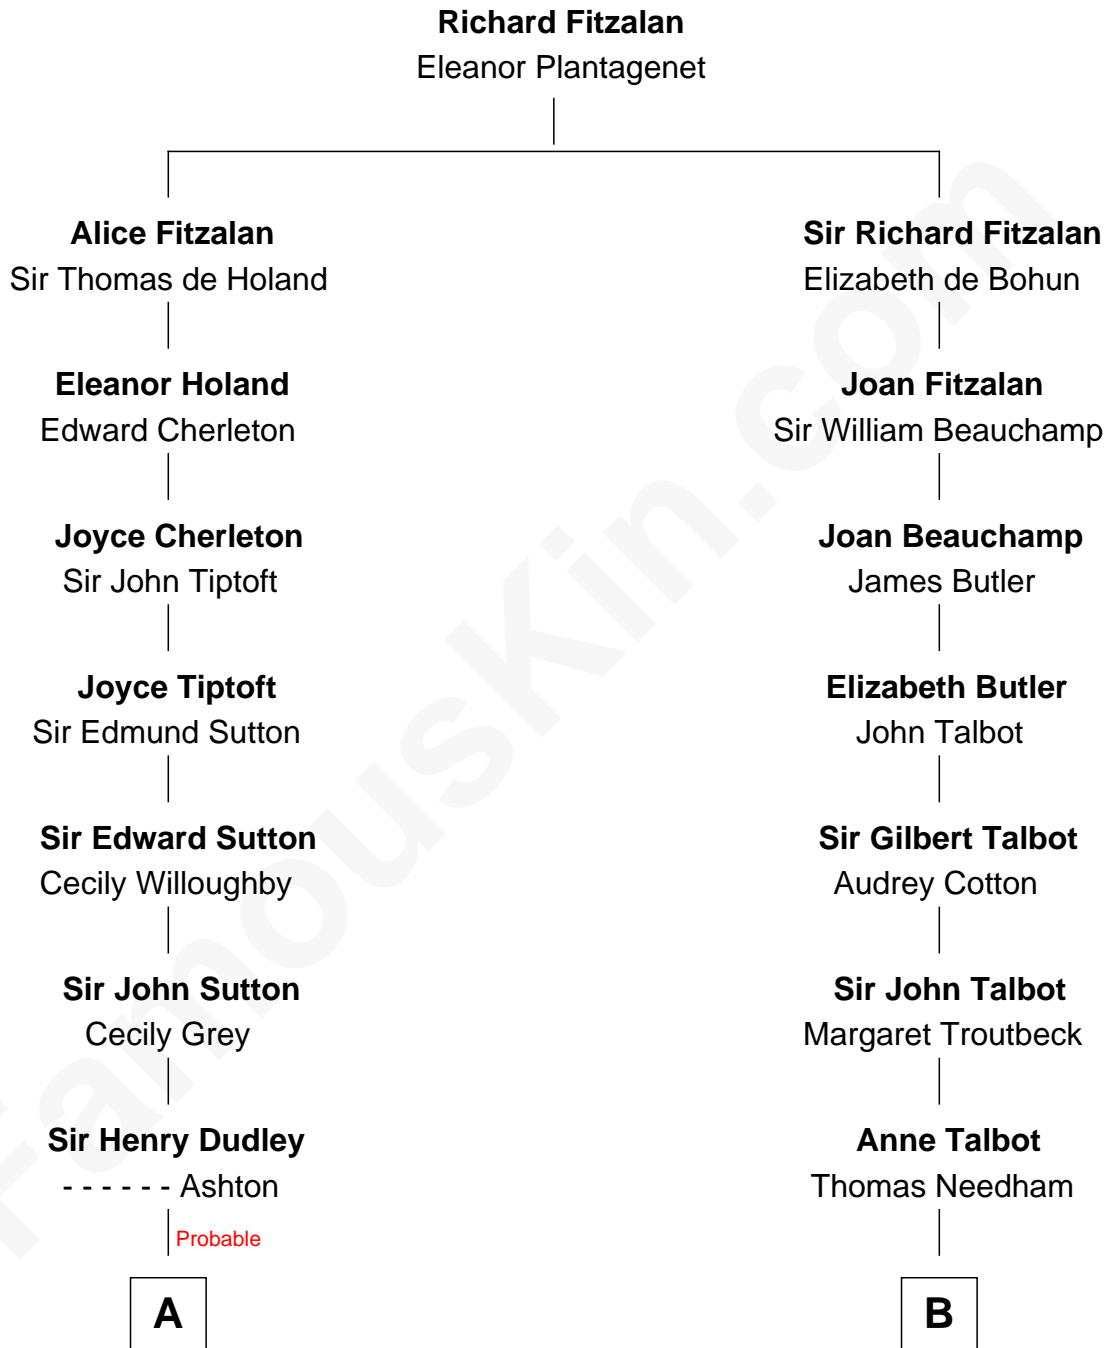 Richard Fitzalan
Eleanor Plantagenet
Alice Fitzalan
Sir Thomas de Holand
Sir Richard Fitzalan
Elizabeth de Bohun
Eleanor Holand
Edward Cherleton
Joan Fitzalan
Sir William Beauchamp
Joyce Cherleton
Sir John Tiptoft
Joan Beauchamp
James Butler
Joyce Tiptoft
Sir Edmund Sutton
Elizabeth Butler
John Talbot
Sir Edward Sutton
Cecily Willoughby
Sir Gilbert Talbot
Audrey Cotton
Sir John Sutton
Cecily Grey
Sir John Talbot
Margaret Troutbeck
Sir Henry Dudley
- - - - - - Ashton
Anne Talbot
Thomas Needham
Probable
A
B
FamousKin.com